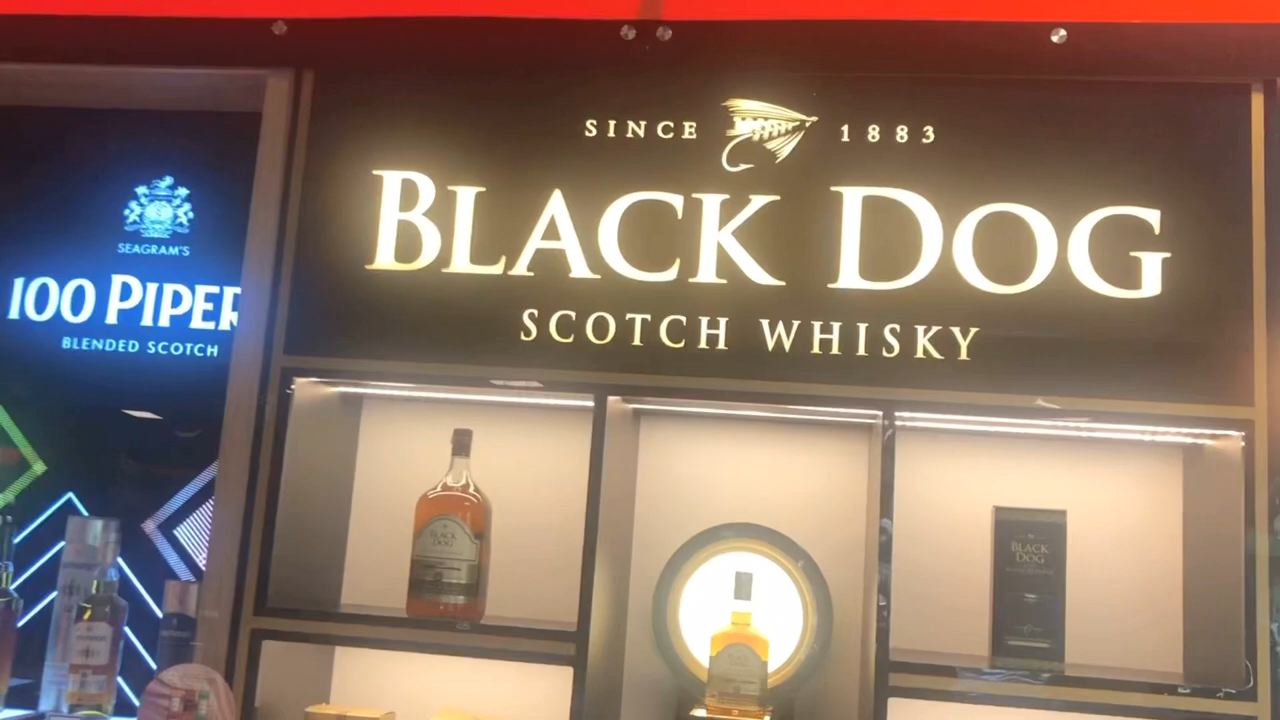 SINCE 1883
BLACK DOG
SCOTCH WHISKY
SEAGRAM'S
100 PIPER
BLENDED SCOTCH
BLACK
DOG
BLACK
DOG